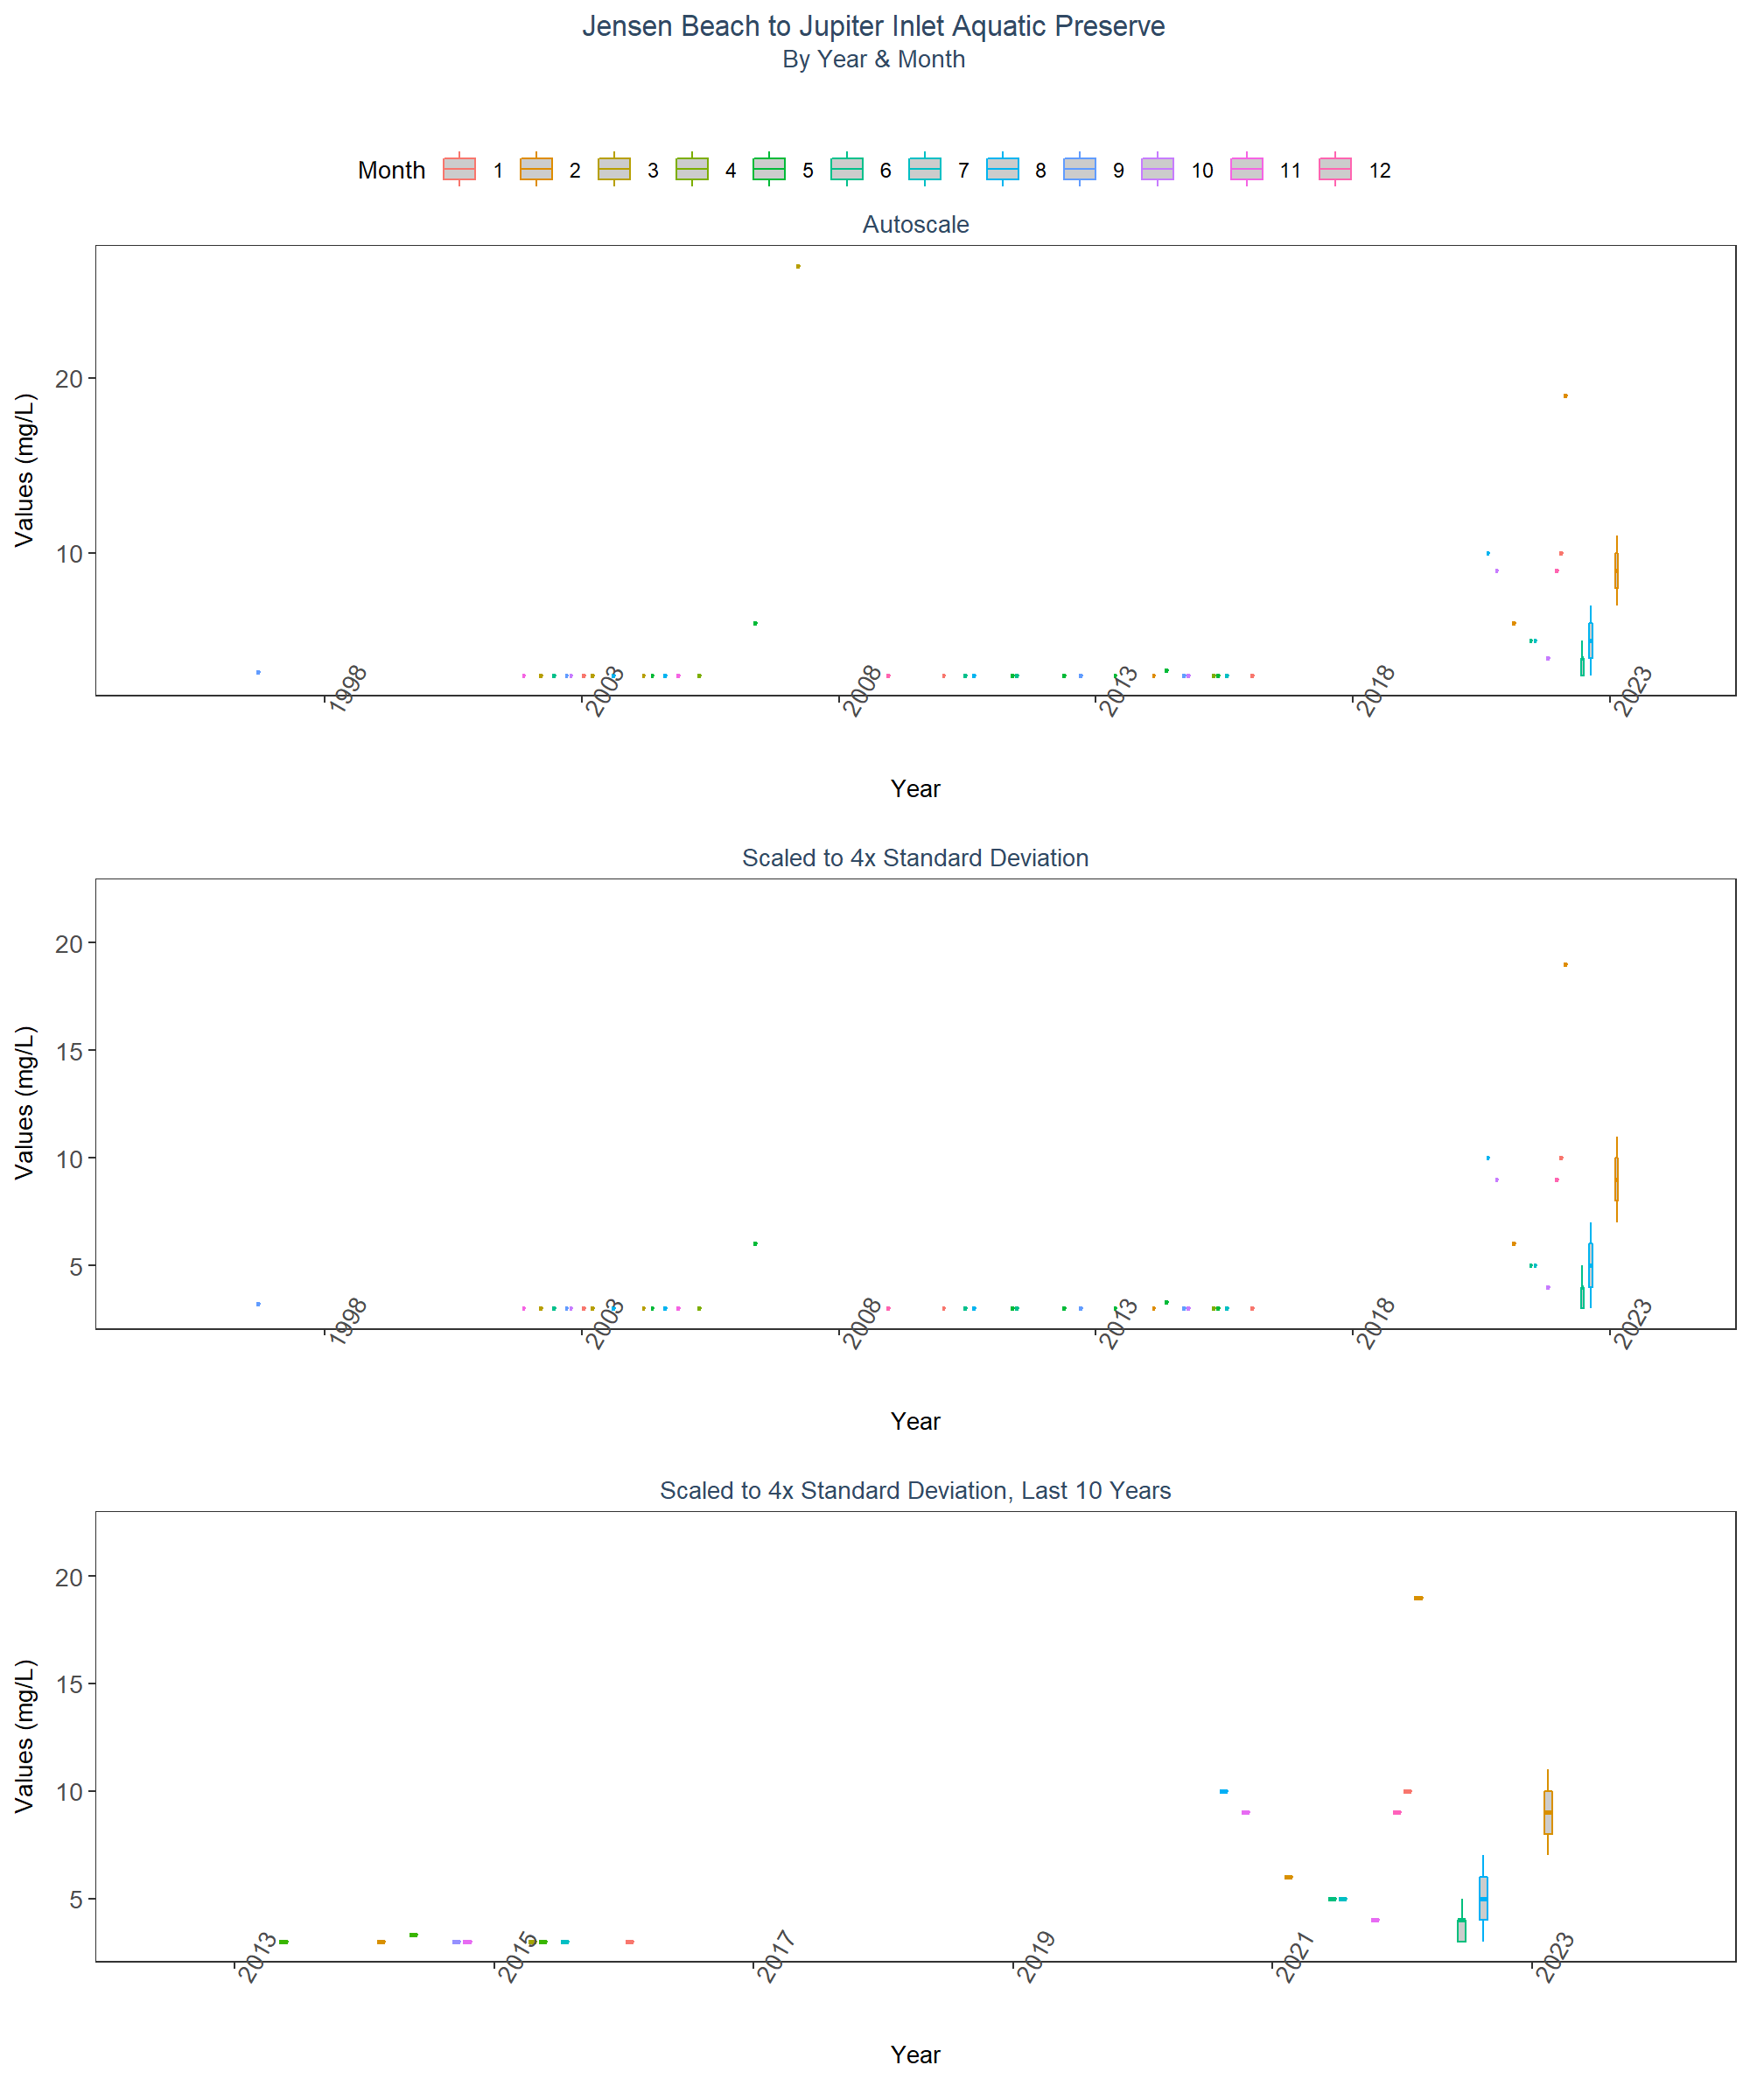 Jensen Beach to Jupiter Inlet Aquatic Preserve
By Year & Month
Month 1 2 3 4 5 6 7 8 9 10 11 12
Autoscale
Values (mg/L)
20
10
1998 2003 2008 2013 2018 2023
Year
Scaled to 4x Standard Deviation
Values (mg/L)
20
15
10
5
1998 2003 2008 2013 2018 2023
Year
Scaled to 4x Standard Deviation, Last 10 Years
Values (mg/L)
20
15
10
5
2013 2015 2017 2019 2021 2023
Year